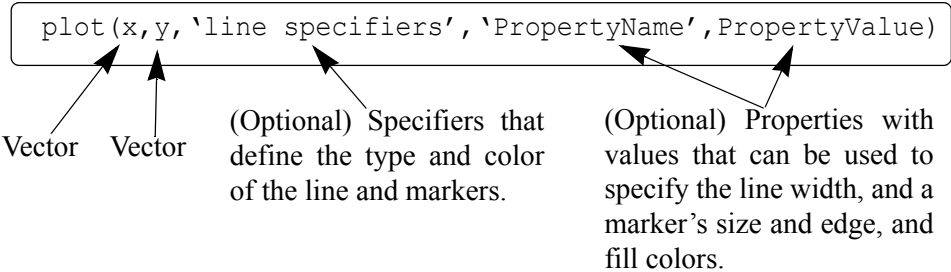 plot(x,y,‘line specifiers’,‘PropertyName’,PropertyValue)
Vector
Vector
(Optional) Specifiers that
define the type and color
of the line and markers.
(Optional) Properties with
values that can be used to
specify the line width, and a
marker’s size and edge, and
fill colors.